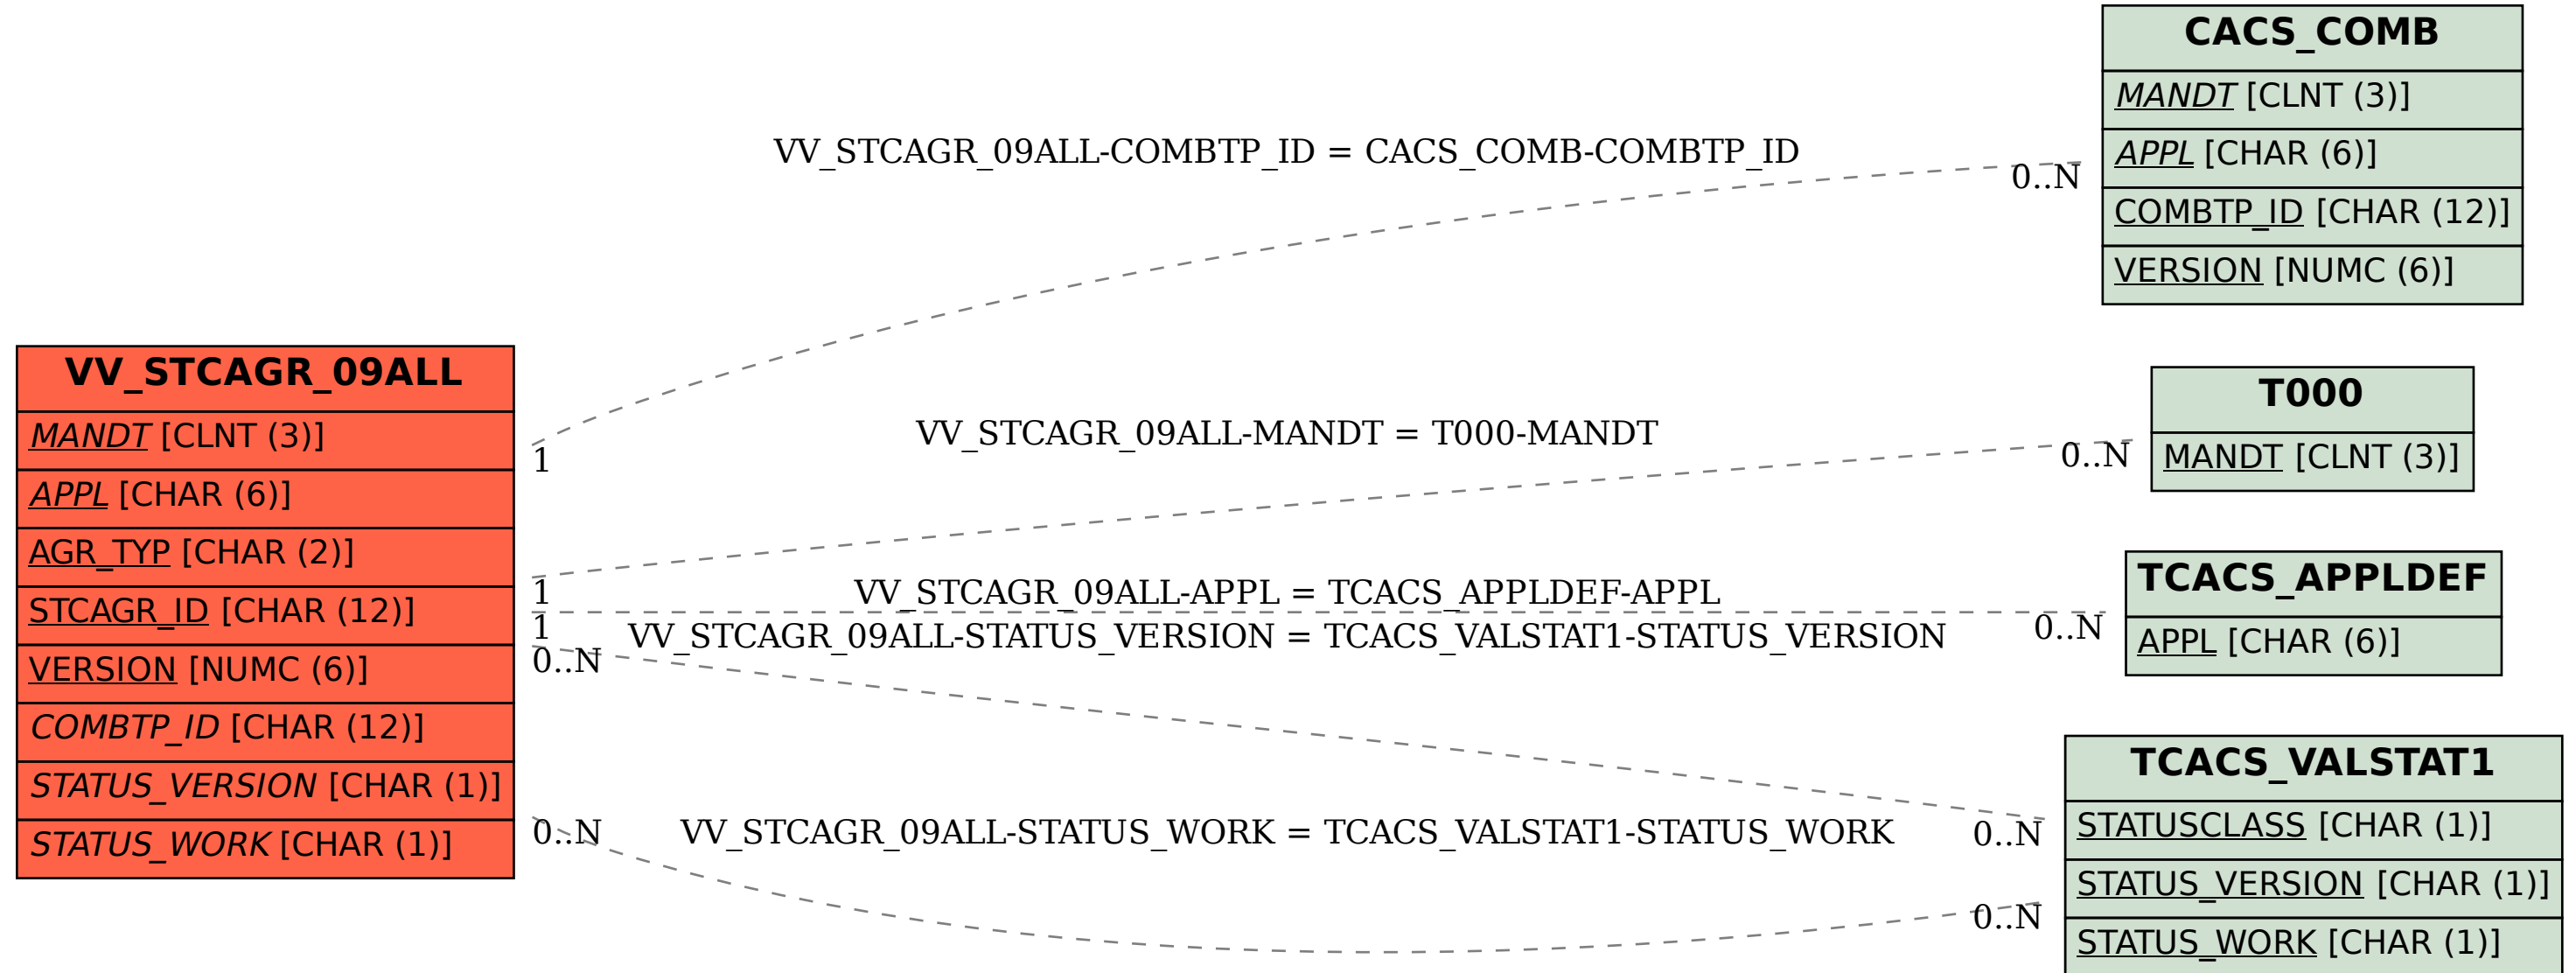 VV_STCAGR_09ALL
MANDT [CLNT (3)]
APPL [CHAR (6)]
AGR_TYP [CHAR (2)]
STCAGR_ID [CHAR (12)]
VERSION [NUMC (6)]
COMBTP_ID [CHAR (12)]
STATUS_VERSION [CHAR (1)]
STATUS_WORK [CHAR (1)]
VV_STCAGR_09ALL-COMBTP_ID = CACS_COMB-COMBTP_ID
1
0..N
VV_STCAGR_09ALL-MANDT = T000-MANDT
1
0..N
VV_STCAGR_09ALL-APPL = TCACS_APPLDEF-APPL
1
0..N
VV_STCAGR_09ALL-STATUS_VERSION = TCACS_VALSTAT1-STATUS_VERSION
0..N
0..N
VV_STCAGR_09ALL-STATUS_WORK = TCACS_VALSTAT1-STATUS_WORK
0..N
0..N
CACS_COMB
MANDT [CLNT (3)]
APPL [CHAR (6)]
COMBTP_ID [CHAR (12)]
VERSION [NUMC (6)]
T000
MANDT [CLNT (3)]
TCACS_APPLDEF
APPL [CHAR (6)]
TCACS_VALSTAT1
STATUSCLASS [CHAR (1)]
STATUS_VERSION [CHAR (1)]
STATUS_WORK [CHAR (1)]